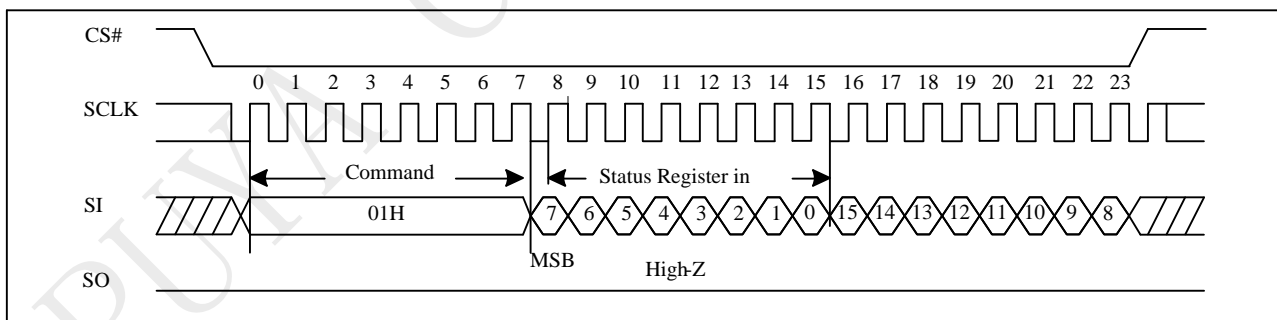 CS#
0 1 2 3 4 5 6 7 8 9 10 11 12 13 14 15 16 17 18 19 20 21 22 23
SCLK
Command Status Register in
SI 01H 7 6 5 4 3 2 1 0 15 14 13 12 11 10 9 8
MSB High-Z
SO
PUYA